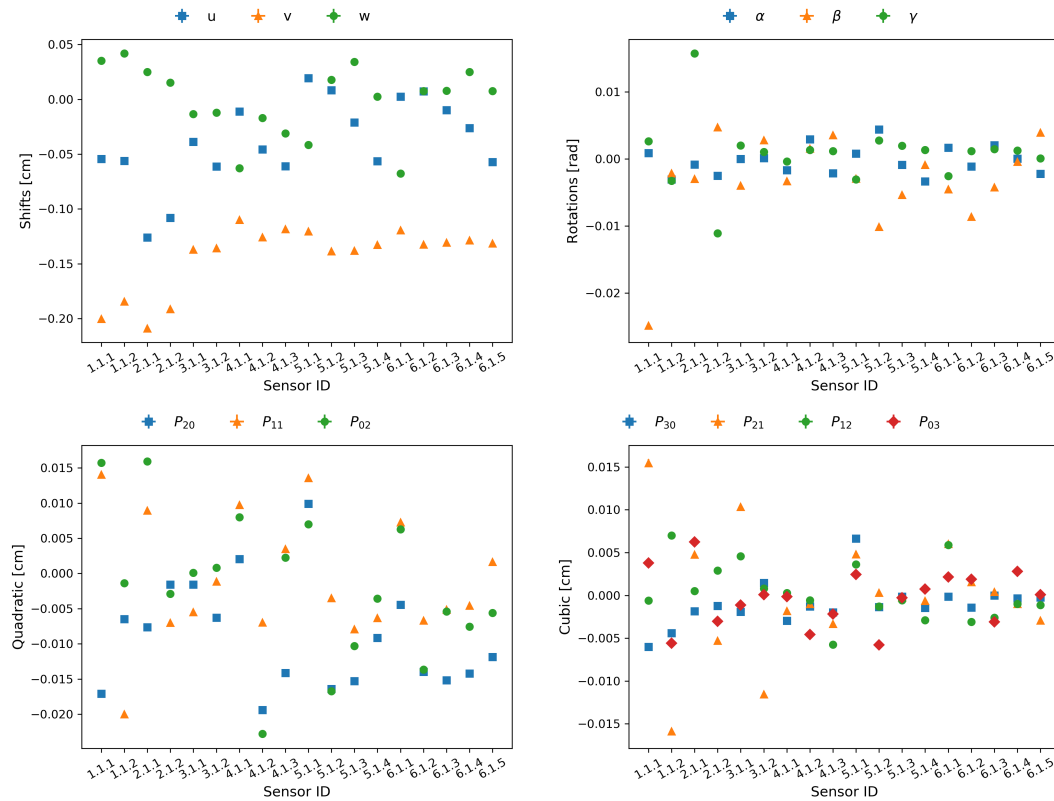 u v w
0.05
0.00
−0.05
−0.10
−0.15
−0.20
Shifts [cm]
1.1.1 1.1.2 2.1.1 2.1.2 3.1.1 3.1.2 4.1.1 4.1.2 4.1.3 5.1.1 5.1.2 5.1.3 5.1.4 6.1.1 6.1.2 6.1.3 6.1.4 6.1.5
Sensor ID
α β γ
0.01
0.00
−0.01
−0.02
Rotations [rad]
1.1.1 1.1.2 2.1.1 2.1.2 3.1.1 3.1.2 4.1.1 4.1.2 4.1.3 5.1.1 5.1.2 5.1.3 5.1.4 6.1.1 6.1.2 6.1.3 6.1.4 6.1.5
Sensor ID
P₂₀ P₁₁ P₀₂
0.015
0.010
0.005
0.000
−0.005
−0.010
−0.015
−0.020
Quadratic [cm]
1.1.1 1.1.2 2.1.1 2.1.2 3.1.1 3.1.2 4.1.1 4.1.2 4.1.3 5.1.1 5.1.2 5.1.3 5.1.4 6.1.1 6.1.2 6.1.3 6.1.4 6.1.5
Sensor ID
P₃₀ P₂₁ P₁₂ P₀₃
0.015
0.010
0.005
0.000
−0.005
−0.010
−0.015
Cubic [cm]
1.1.1 1.1.2 2.1.1 2.1.2 3.1.1 3.1.2 4.1.1 4.1.2 4.1.3 5.1.1 5.1.2 5.1.3 5.1.4 6.1.1 6.1.2 6.1.3 6.1.4 6.1.5
Sensor ID